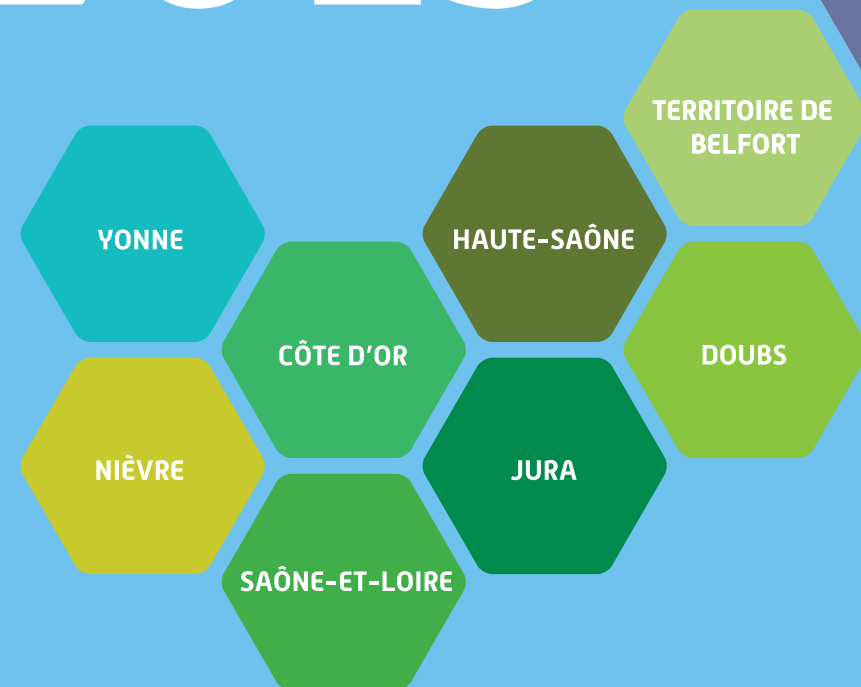 TERRITOIRE DE
BELFORT
YONNE
HAUTE-SAÔNE
CÔTE D'OR
DOUBS
NIÈVRE
JURA
SAÔNE-ET-LOIRE